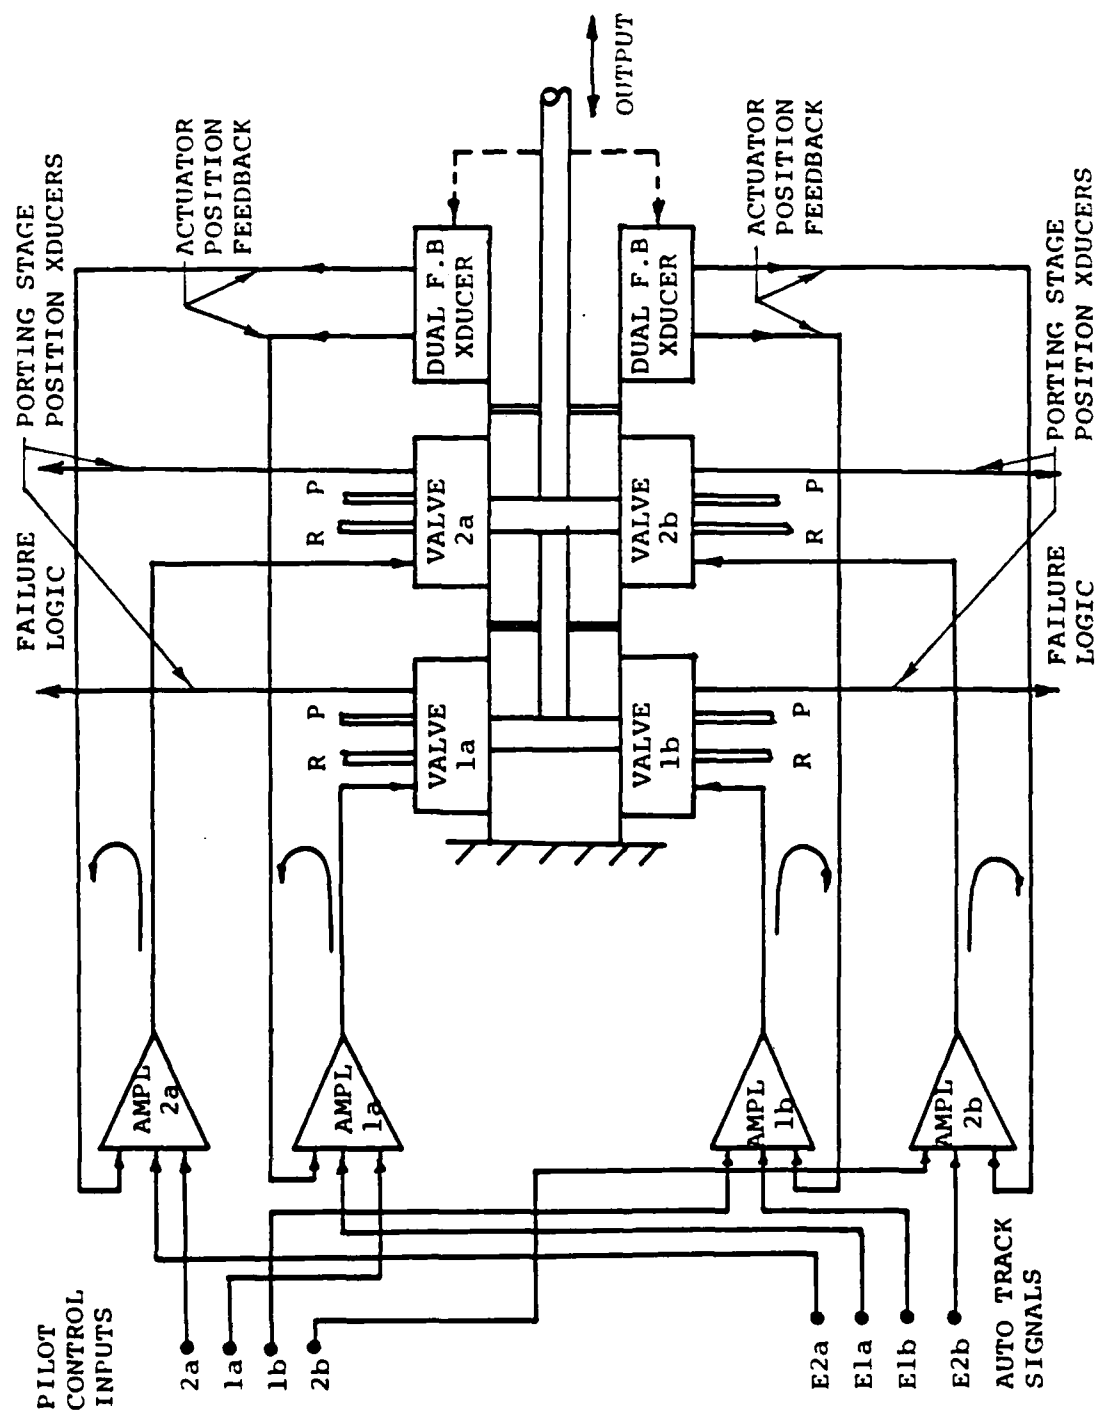 PILOT
CONTROL
INPUTS
2a
1a
1b
2b
E2a
E1a
E1b
E2b
AUTO TRACK
SIGNALS
AMPL
2a
AMPL
1a
AMPL
1b
AMPL
2b
FAILURE
LOGIC
PORTING STAGE
POSITION XDUCERS
ACTUATOR
POSITION
FEEDBACK
R
P
R
P
VALVE
1a
VALVE
2a
DUAL F.B
XDUCER
VALVE
1b
VALVE
2b
DUAL F.B
XDUCER
R
P
R
P
OUTPUT
ACTUATOR
POSITION
FEEDBACK
FAILURE
LOGIC
PORTING STAGE
POSITION XDUCERS